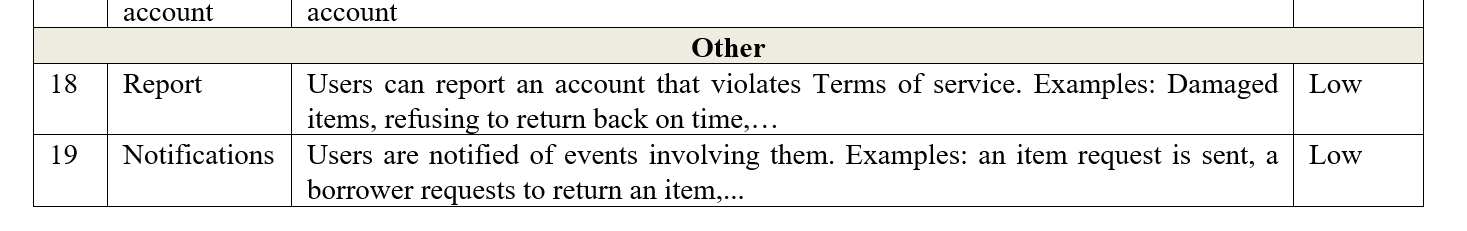 account account
Other
18 Report Users can report an account that violates Terms of service. Examples: Damaged Low
items, refusing to return back on time,…
19 Notifications Users are notified of events involving them. Examples: an item request is sent, a Low
borrower requests to return an item,...